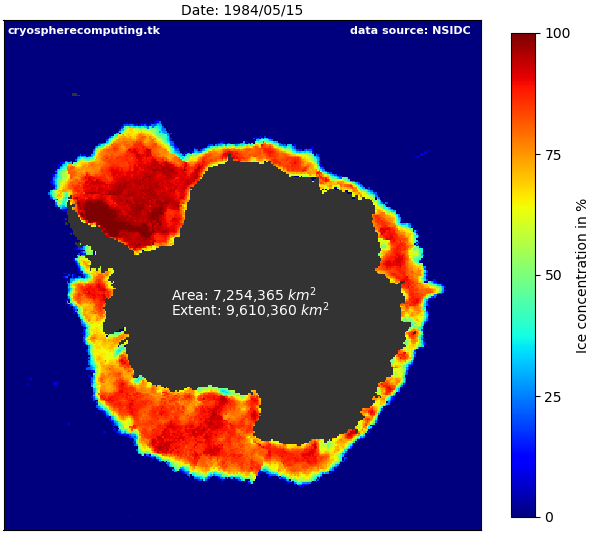 Date: 1984/05/15
cryospherecomputing.tk
data source: NSIDC
Area: 7,254,365 km²
Extent: 9,610,360 km²
100
75
50
25
0
Ice concentration in %